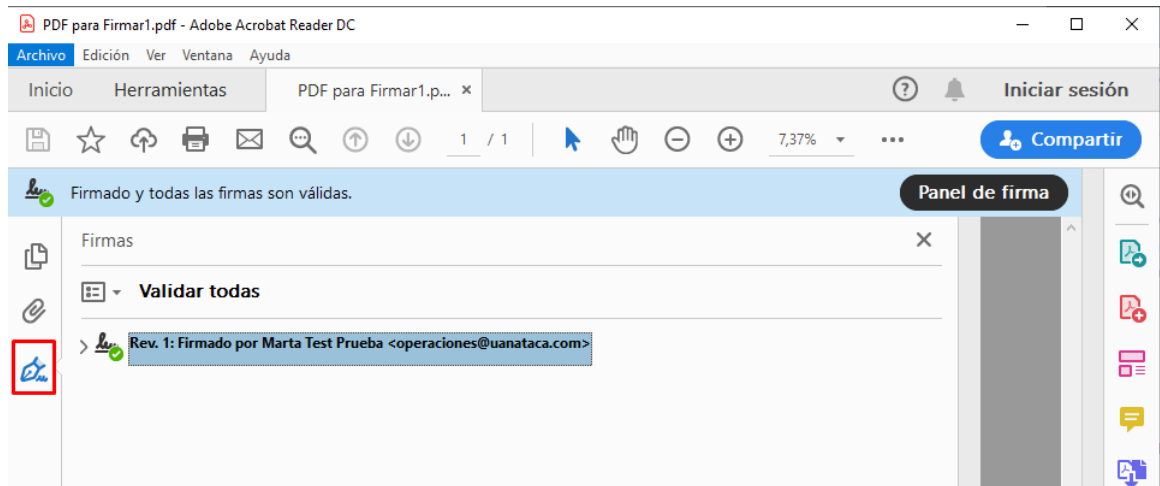 PDF para Firmar1.pdf - Adobe Acrobat Reader DC
Archivo Edición Ver Ventana Ayuda
Inicio Herramientas PDF para Firmar1.p... × Iniciar sesión
1 / 1 7,37% Compartir
Firmado y todas las firmas son válidas. Panel de firma
Firmas
Validar todas
Rev. 1: Firmado por Marta Test Prueba <operaciones@uanataca.com>